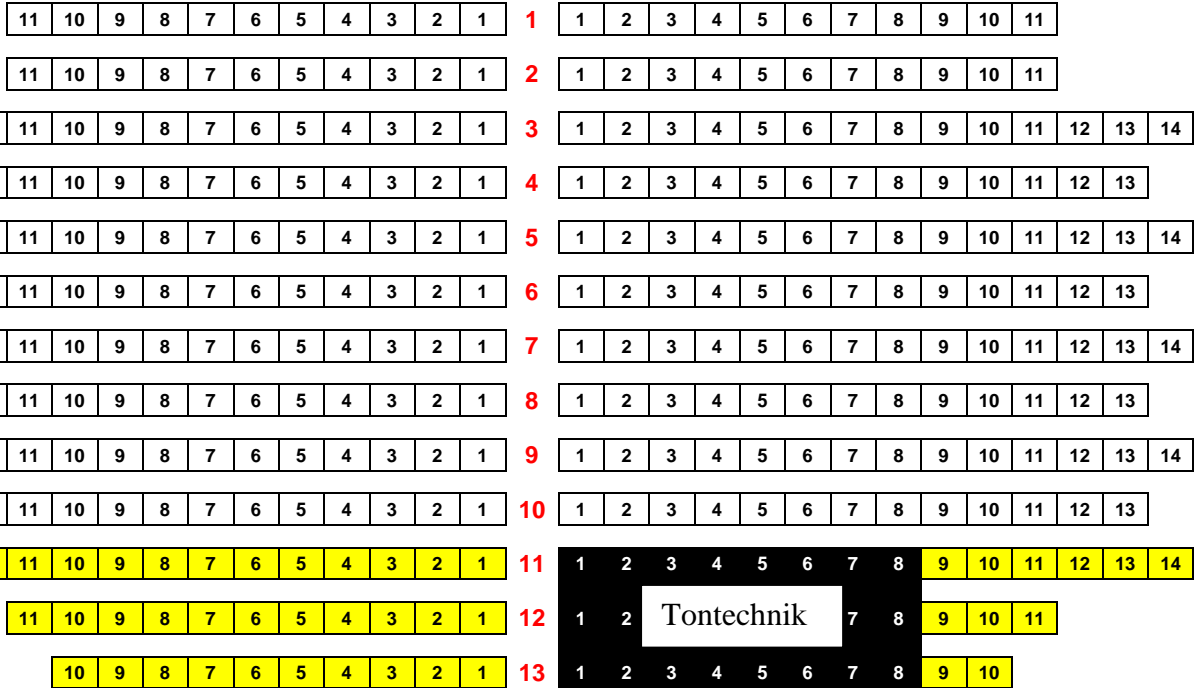 11 10 9 8 7 6 5 4 3 2 1 1 1 2 3 4 5 6 7 8 9 10 11
11 10 9 8 7 6 5 4 3 2 1 2 1 2 3 4 5 6 7 8 9 10 11
11 10 9 8 7 6 5 4 3 2 1 3 1 2 3 4 5 6 7 8 9 10 11 12 13 14
11 10 9 8 7 6 5 4 3 2 1 4 1 2 3 4 5 6 7 8 9 10 11 12 13
11 10 9 8 7 6 5 4 3 2 1 5 1 2 3 4 5 6 7 8 9 10 11 12 13 14
11 10 9 8 7 6 5 4 3 2 1 6 1 2 3 4 5 6 7 8 9 10 11 12 13
11 10 9 8 7 6 5 4 3 2 1 7 1 2 3 4 5 6 7 8 9 10 11 12 13 14
11 10 9 8 7 6 5 4 3 2 1 8 1 2 3 4 5 6 7 8 9 10 11 12 13
11 10 9 8 7 6 5 4 3 2 1 9 1 2 3 4 5 6 7 8 9 10 11 12 13 14
11 10 9 8 7 6 5 4 3 2 1 10 1 2 3 4 5 6 7 8 9 10 11 12 13
11 10 9 8 7 6 5 4 3 2 1 11 1 2 3 4 5 6 7 8 9 10 11 12 13 14
11 10 9 8 7 6 5 4 3 2 1 12 1 2 Tontechnik 7 8 9 10 11
10 9 8 7 6 5 4 3 2 1 13 1 2 3 4 5 6 7 8 9 10